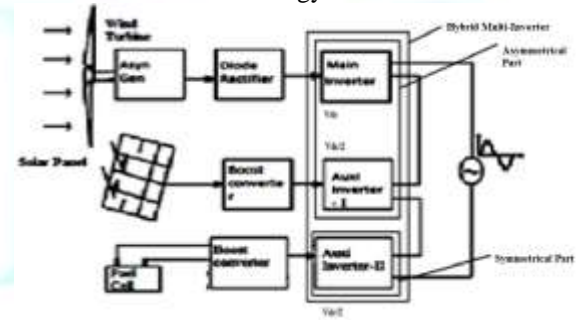 Wind
Turbine
Asyn
Gen
Diode
Rectifier
Main
Inverter
Hybrid Multi-Inverter
Asymmetrical
Part
Vdc
Vdc/2
Solar Panel
Boost
converte
r
Auxi
Inverter
- I
Boost
converter
Auxi
Inverter-II
Fuel
Cell
Symmetrical Part
Vdc/2